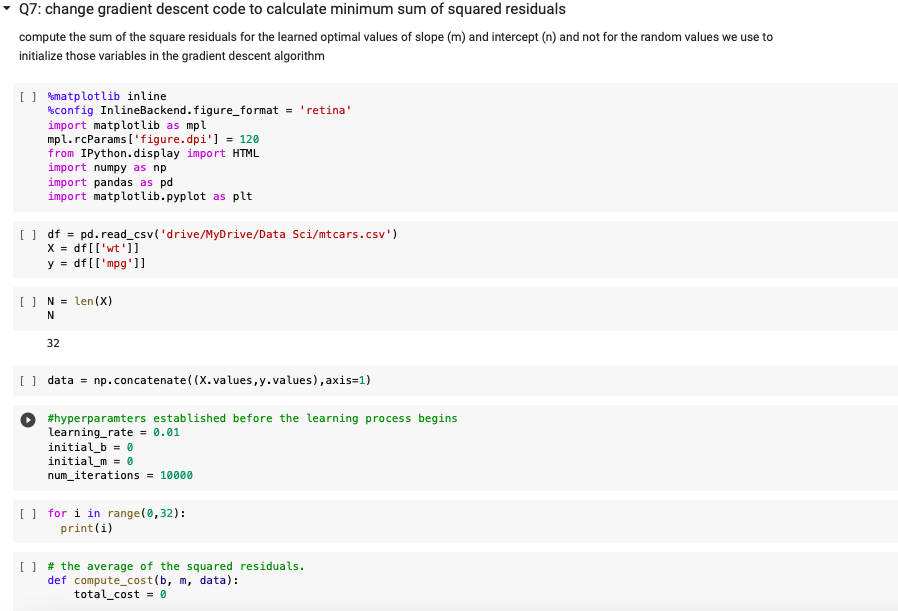 Q7: change gradient descent code to calculate minimum sum of squared residuals
compute the sum of the square residuals for the learned optimal values of slope (m) and intercept (n) and not for the random values we use to
initialize those variables in the gradient descent algorithm
[ ] %matplotlib inline
%config InlineBackend.figure_format = 'retina'
import matplotlib as mpl
mpl.rcParams['figure.dpi'] = 120
from IPython.display import HTML
import numpy as np
import pandas as pd
import matplotlib.pyplot as plt
[ ] df = pd.read_csv('drive/MyDrive/Data Sci/mtcars.csv')
X = df[['wt']]
y = df[['mpg']]
[ ] N = len(X)
N
32
[ ] data = np.concatenate((X.values,y.values),axis=1)
#hyperparamters established before the learning process begins
learning_rate = 0.01
initial_b = 0
initial_m = 0
num_iterations = 10000
[ ] for i in range(0,32):
  print(i)
[ ] # the average of the squared residuals.
def compute_cost(b, m, data):
    total_cost = 0